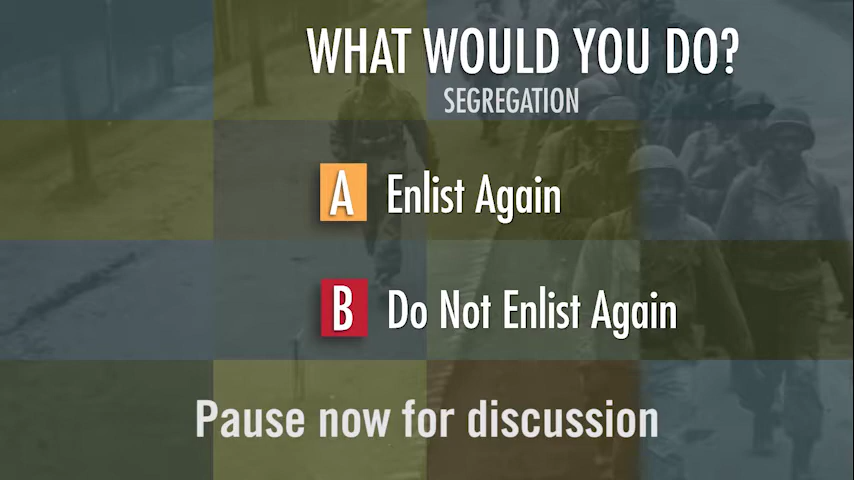 WHAT WOULD YOU DO?
SEGREGATION
A Enlist Again
B Do Not Enlist Again
Pause now for discussion